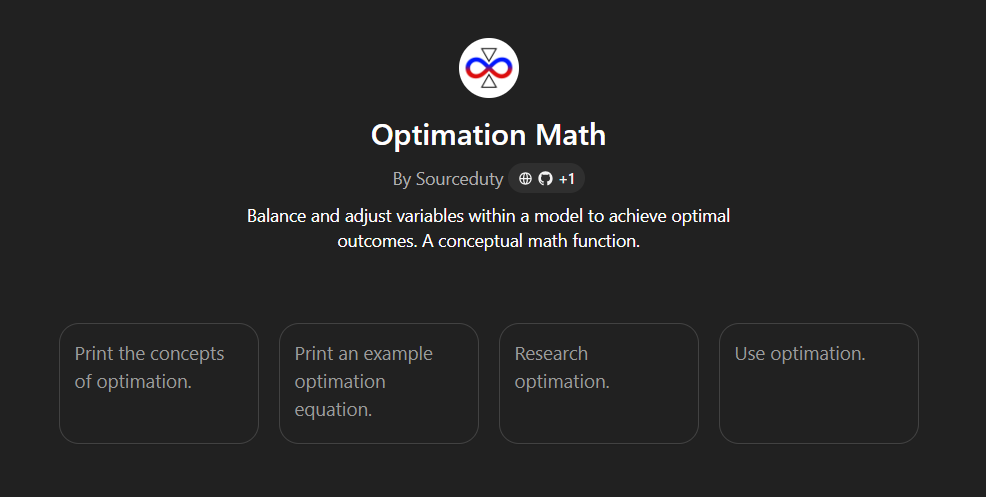 Optimation Math
By Sourceduty +1
Balance and adjust variables within a model to achieve optimal
outcomes. A conceptual math function.
Print the concepts
of optimation.
Print an example
optimation
equation.
Research
optimation.
Use optimation.